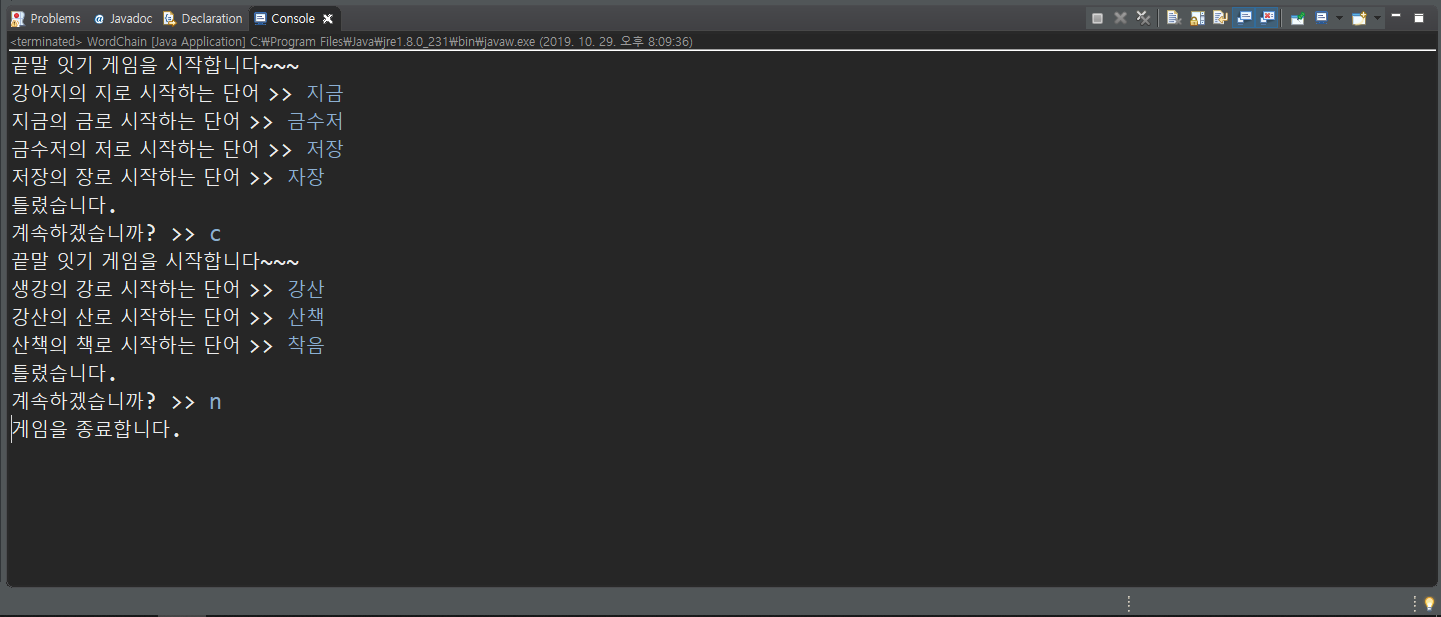 Problems Javadoc Declaration Console
<terminated> WordChain [Java Application] C:₩Program Files₩Java₩jre1.8.0_231₩bin₩javaw.exe (2019. 10. 29. 오후 8:09:36)
끝말 잇기 게임을 시작합니다~~~
강아지의 지로 시작하는 단어 >> 지금
지금의 금로 시작하는 단어 >> 금수저
금수저의 저로 시작하는 단어 >> 저장
저장의 장로 시작하는 단어 >> 자장
틀렸습니다.
계속하겠습니까? >> c
끝말 잇기 게임을 시작합니다~~~
생강의 강로 시작하는 단어 >> 강산
강산의 산로 시작하는 단어 >> 산책
산책의 책로 시작하는 단어 >> 착음
틀렸습니다.
계속하겠습니까? >> n
게임을 종료합니다.